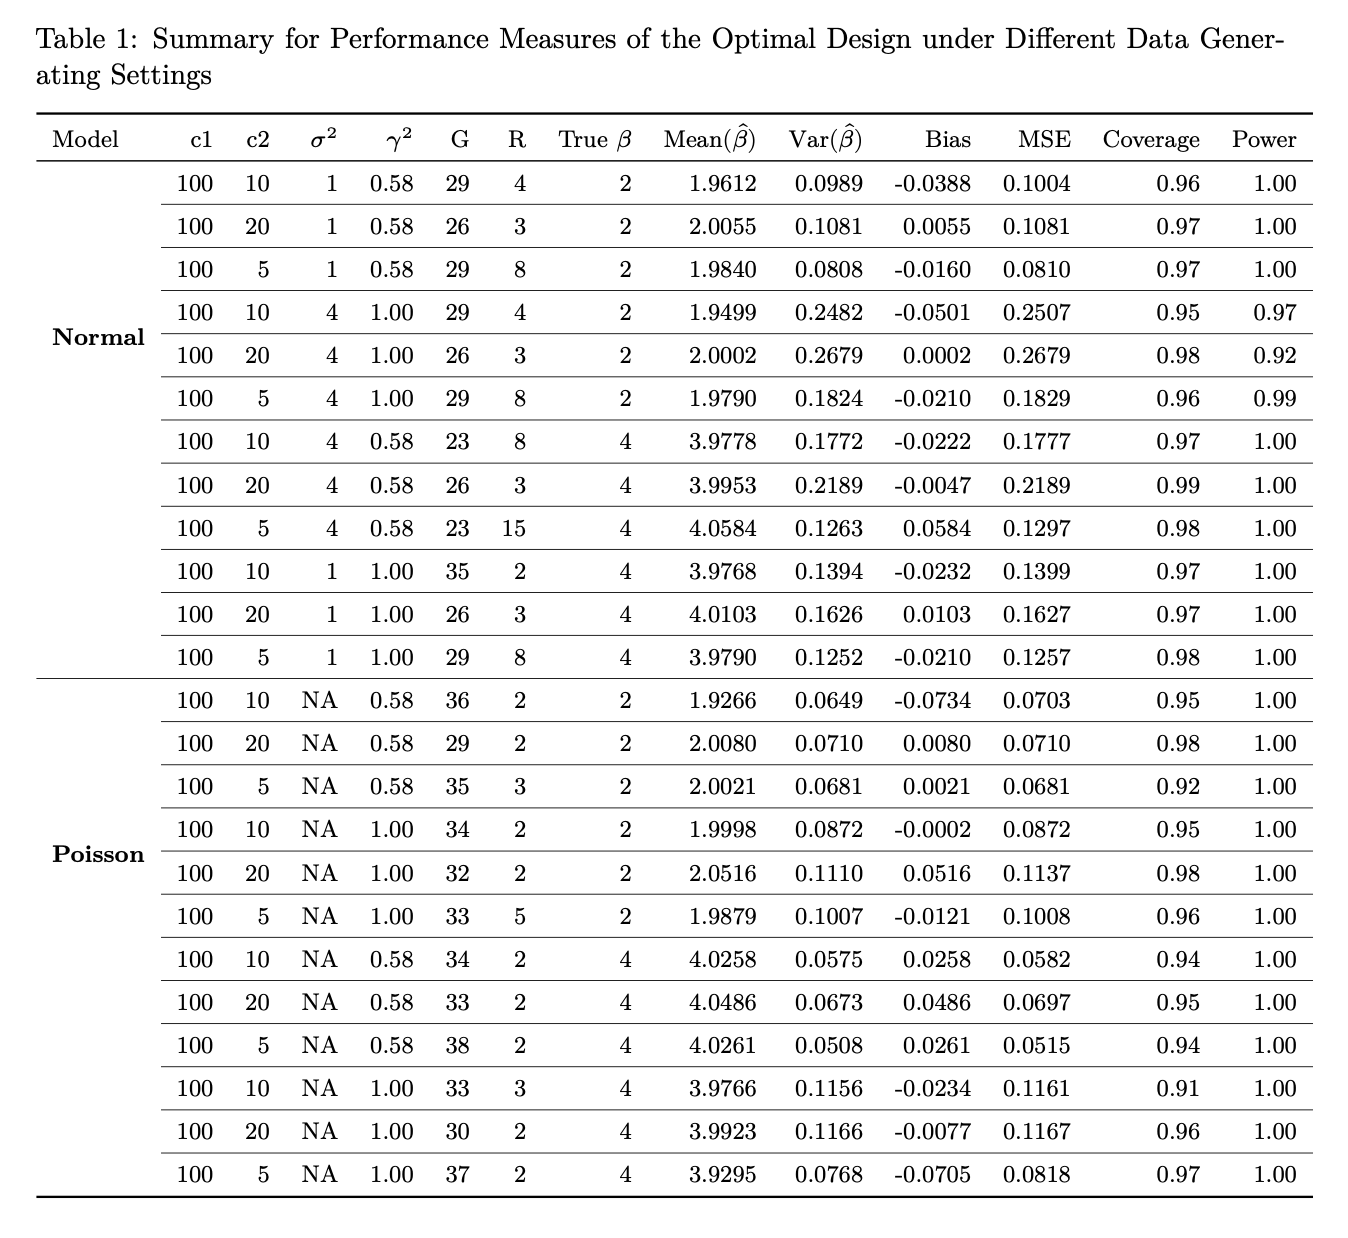 Table 1: Summary for Performance Measures of the Optimal Design under Different Data Gener-
ating Settings
Model c1 c2 σ² γ² G R True β Mean(β̂) Var(β̂) Bias MSE Coverage Power
100 10 1 0.58 29 4 2 1.9612 0.0989 -0.0388 0.1004 0.96 1.00
100 20 1 0.58 26 3 2 2.0055 0.1081 0.0055 0.1081 0.97 1.00
100 5 1 0.58 29 8 2 1.9840 0.0808 -0.0160 0.0810 0.97 1.00
100 10 4 1.00 29 4 2 1.9499 0.2482 -0.0501 0.2507 0.95 0.97
Normal
100 20 4 1.00 26 3 2 2.0002 0.2679 0.0002 0.2679 0.98 0.92
100 5 4 1.00 29 8 2 1.9790 0.1824 -0.0210 0.1829 0.96 0.99
100 10 4 0.58 23 8 4 3.9778 0.1772 -0.0222 0.1777 0.97 1.00
100 20 4 0.58 26 3 4 3.9953 0.2189 -0.0047 0.2189 0.99 1.00
100 5 4 0.58 23 15 4 4.0584 0.1263 0.0584 0.1297 0.98 1.00
100 10 1 1.00 35 2 4 3.9768 0.1394 -0.0232 0.1399 0.97 1.00
100 20 1 1.00 26 3 4 4.0103 0.1626 0.0103 0.1627 0.97 1.00
100 5 1 1.00 29 8 4 3.9790 0.1252 -0.0210 0.1257 0.98 1.00
100 10 NA 0.58 36 2 2 1.9266 0.0649 -0.0734 0.0703 0.95 1.00
100 20 NA 0.58 29 2 2 2.0080 0.0710 0.0080 0.0710 0.98 1.00
100 5 NA 0.58 35 3 2 2.0021 0.0681 0.0021 0.0681 0.92 1.00
100 10 NA 1.00 34 2 2 1.9998 0.0872 -0.0002 0.0872 0.95 1.00
Poisson
100 20 NA 1.00 32 2 2 2.0516 0.1110 0.0516 0.1137 0.98 1.00
100 5 NA 1.00 33 5 2 1.9879 0.1007 -0.0121 0.1008 0.96 1.00
100 10 NA 0.58 34 2 4 4.0258 0.0575 0.0258 0.0582 0.94 1.00
100 20 NA 0.58 33 2 4 4.0486 0.0673 0.0486 0.0697 0.95 1.00
100 5 NA 0.58 38 2 4 4.0261 0.0508 0.0261 0.0515 0.94 1.00
100 10 NA 1.00 33 3 4 3.9766 0.1156 -0.0234 0.1161 0.91 1.00
100 20 NA 1.00 30 2 4 3.9923 0.1166 -0.0077 0.1167 0.96 1.00
100 5 NA 1.00 37 2 4 3.9295 0.0768 -0.0705 0.0818 0.97 1.00